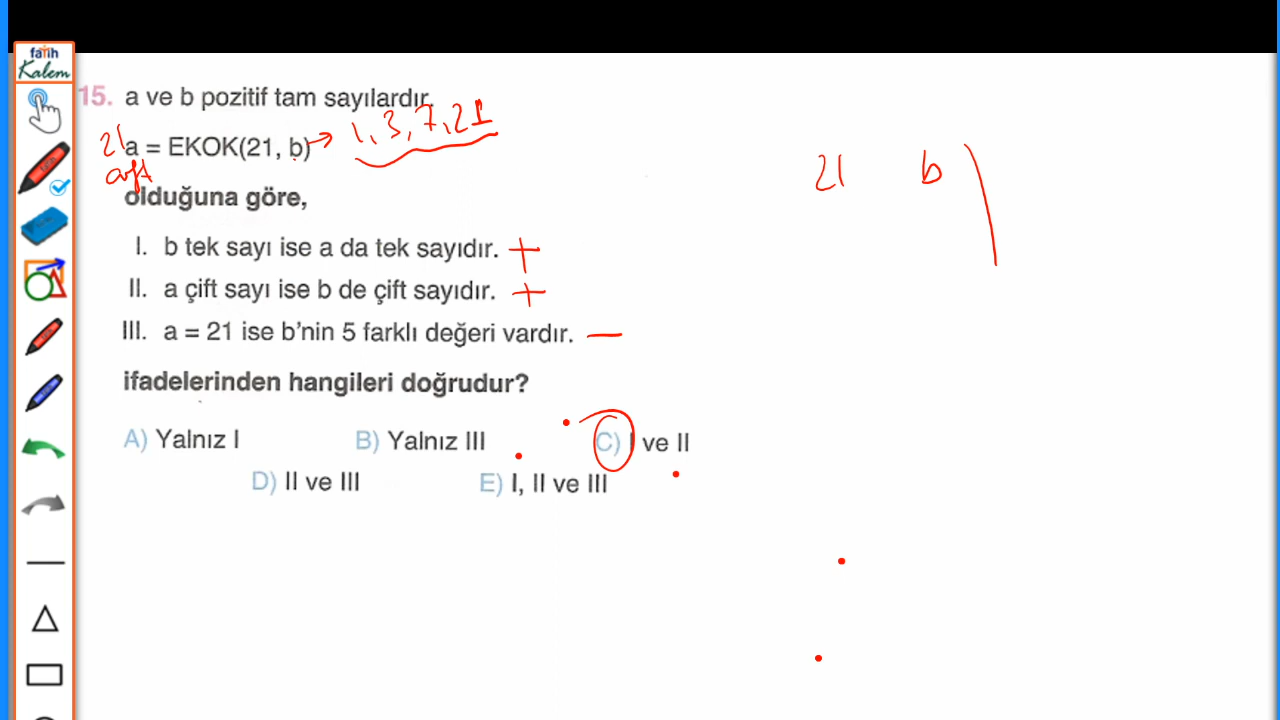 fatih
Kalem
15. a ve b pozitif tam sayılardır.
21 a = EKOK(21, b) → 1, 3, 7, 21
çift
olduğuna göre,
21 b
I. b tek sayı ise a da tek sayıdır. +
II. a çift sayı ise b de çift sayıdır. +
III. a = 21 ise b'nin 5 farklı değeri vardır. —
ifadelerinden hangileri doğrudur?
A) Yalnız I B) Yalnız III C) I ve II
D) II ve III E) I, II ve III